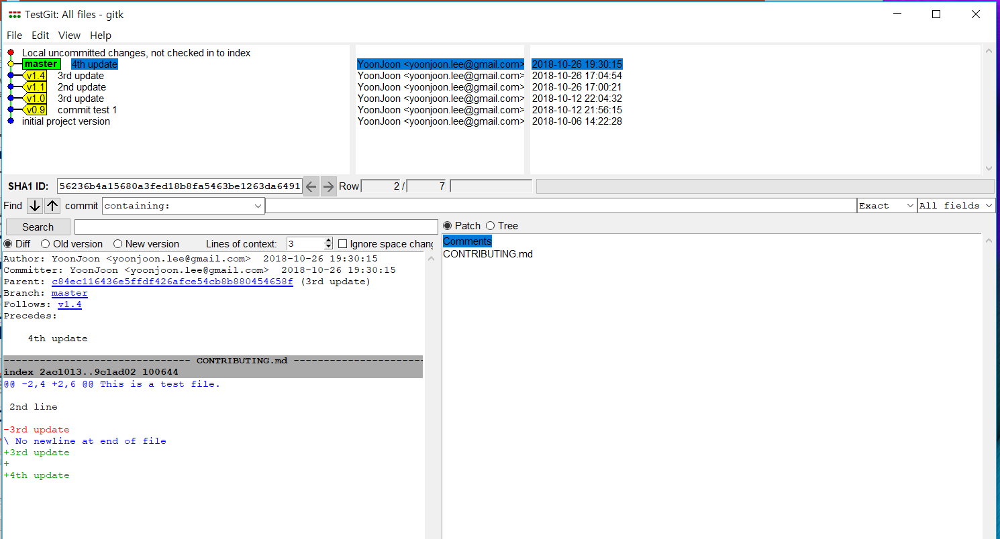 TestGit: All files - gitk
File Edit View Help
Local uncommitted changes, not checked in to index
master 4th update YoonJoon <yoonjoon.lee@gmail.com> 2018-10-26 19:30:15
v1.4 3rd update YoonJoon <yoonjoon.lee@gmail.com> 2018-10-26 17:04:54
v1.1 2nd update YoonJoon <yoonjoon.lee@gmail.com> 2018-10-26 17:00:21
v1.0 3rd update YoonJoon <yoonjoon.lee@gmail.com> 2018-10-12 22:04:32
v0.9 commit test 1 YoonJoon <yoonjoon.lee@gmail.com> 2018-10-12 21:56:15
initial project version YoonJoon <yoonjoon.lee@gmail.com> 2018-10-06 14:22:28
SHA1 ID: 56236b4a15680a3fed18b8fa5463be1263da6491 Row 2 / 7
Find commit containing: Exact All fields
Search
Diff Old version New version Lines of context: 3 Ignore space chang
Author: YoonJoon <yoonjoon.lee@gmail.com> 2018-10-26 19:30:15
Committer: YoonJoon <yoonjoon.lee@gmail.com> 2018-10-26 19:30:15
Parent: c84ec116436e5ffdf426afce54cb8b880454658f (3rd update)
Branch: master
Follows: v1.4
Precedes:
4th update
------------------------------- CONTRIBUTING.md ----------------------
index 2ac1013..9c1ad02 100644
@@ -2,4 +2,6 @@ This is a test file.
2nd line
-3rd update
\ No newline at end of file
+3rd update
+
+4th update
Patch Tree
Comments
CONTRIBUTING.md